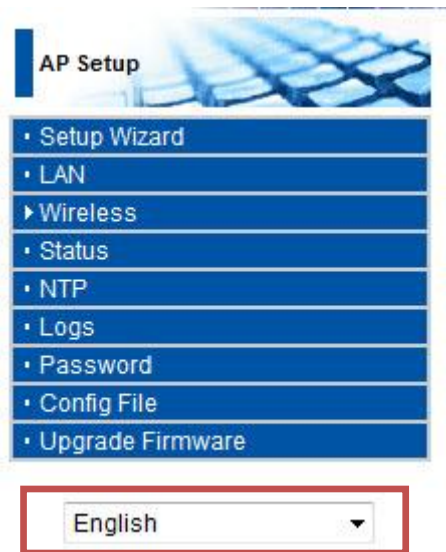 AP Setup
· Setup Wizard
· LAN
▸ Wireless
· Status
· NTP
· Logs
· Password
· Config File
· Upgrade Firmware
English